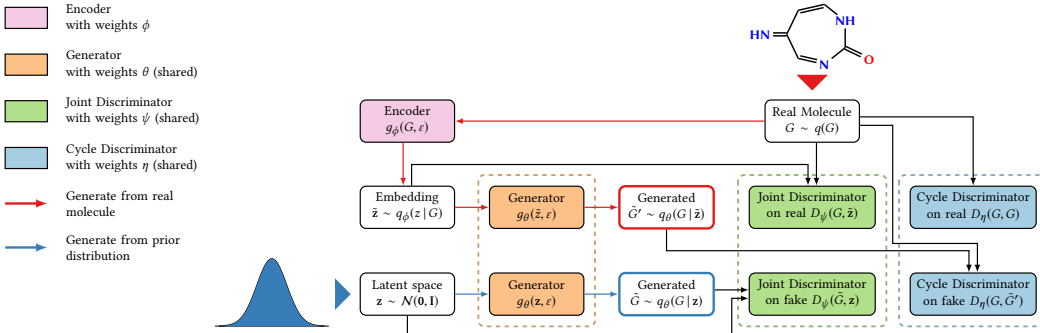 Encoder
with weights ϕ
Generator
with weights θ (shared)
Joint Discriminator
with weights ψ (shared)
Cycle Discriminator
with weights η (shared)
Generate from real
molecule
Generate from prior
distribution
HN
NH
N
O
Encoder
gϕ(G, ε)
Real Molecule
G ∼ q(G)
Embedding
z̃ ∼ qϕ(z | G)
Generator
gθ(z̃, ε)
Generated
G̃′ ∼ qθ(G | z̃)
Joint Discriminator
on real Dψ(G, z̃)
Cycle Discriminator
on real Dη(G, G)
Latent space
z ∼ N(0, I)
Generator
gθ(z, ε)
Generated
G̃ ∼ qθ(G | z)
Joint Discriminator
on fake Dψ(G̃, z)
Cycle Discriminator
on fake Dη(G, G̃′)